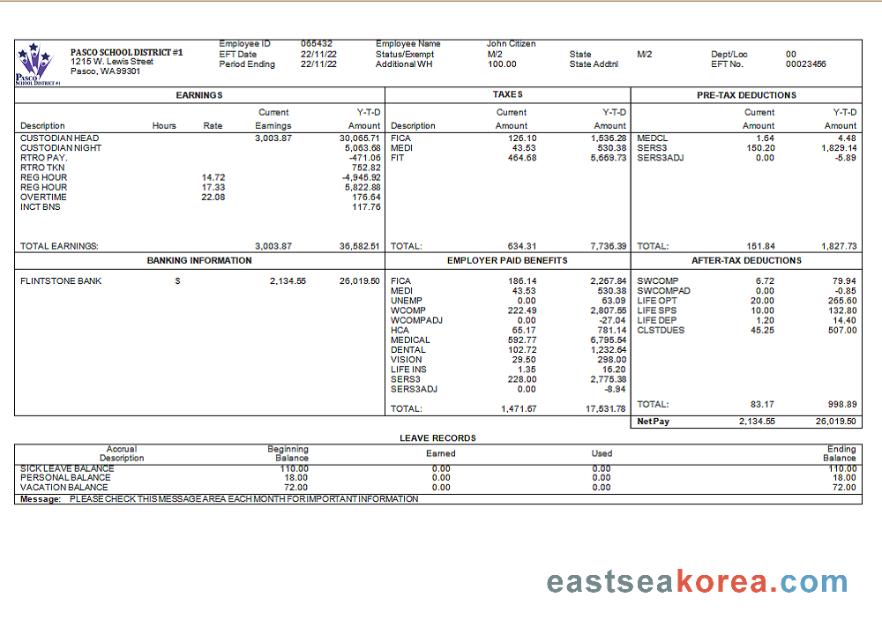 PASCO SCHOOL DISTRICT #1
1215 W. Lewis Street
Pasco, WA 99301
PASCO
SCHOOL DISTRICT #1
Employee ID 065432 Employee Name John Citizen
EFT Date 22/11/22 Status/Exempt M/2 State M/2 Dept/Loc 00
Period Ending 22/11/22 Additional WH 100.00 State Addtnl EFT No. 00023456
EARNINGS TAXES PRE-TAX DEDUCTIONS
Current Y-T-D Current Y-T-D Current Y-T-D
Description Hours Rate Earnings Amount Description Amount Amount Amount Amount
CUSTODIAN HEAD 3,003.87 30,065.71 FICA 126.10 1,536.28 MEDCL 1.64 4.48
CUSTODIAN NIGHT 5,063.68 MEDI 43.53 530.38 SERS3 150.20 1,829.14
RTRO PAY. -471.06 FIT 464.68 5,669.73 SERS3ADJ 0.00 -5.89
RTRO TKN 752.82
REG HOUR 14.72 -4,945.92
REG HOUR 17.33 5,822.88
OVERTIME 22.08 176.64
INCT BNS 117.76
TOTAL EARNINGS: 3,003.87 36,582.51 TOTAL: 634.31 7,736.39 TOTAL: 151.84 1,827.73
BANKING INFORMATION EMPLOYER PAID BENEFITS AFTER-TAX DEDUCTIONS
FLINTSTONE BANK S 2,134.55 26,019.50 FICA 186.14 2,267.84 SWCOMP 6.72 79.94
MEDI 43.53 530.38 SWCOMPAD 0.00 -0.85
UNEMP 0.00 63.09 LIFE OPT 20.00 265.60
WCOMP 222.49 2,807.55 LIFE SPS 10.00 132.80
WCOMPADJ 0.00 -27.04 LIFE DEP 1.20 14.40
HCA 65.17 781.14 CLSTDUES 45.25 507.00
MEDICAL 592.77 6,795.54
DENTAL 102.72 1,232.64
VISION 29.50 298.00
LIFE INS 1.35 16.20
SERS3 228.00 2,775.38
SERS3ADJ 0.00 -8.94
TOTAL: 1,471.67 17,531.78 TOTAL: 83.17 998.89
NetPay 2,134.55 26,019.50
LEAVE RECORDS
Accrual Description Beginning Balance Earned Used Ending Balance
SICK LEAVE BALANCE 110.00 0.00 0.00 110.00
PERSONAL BALANCE 18.00 0.00 0.00 18.00
VACATION BALANCE 72.00 0.00 0.00 72.00
Message: PLEASE CHECK THIS MESSAGE AREA EACH MONTH FOR IMPORTANT INFORMATION
eastseakorea.com